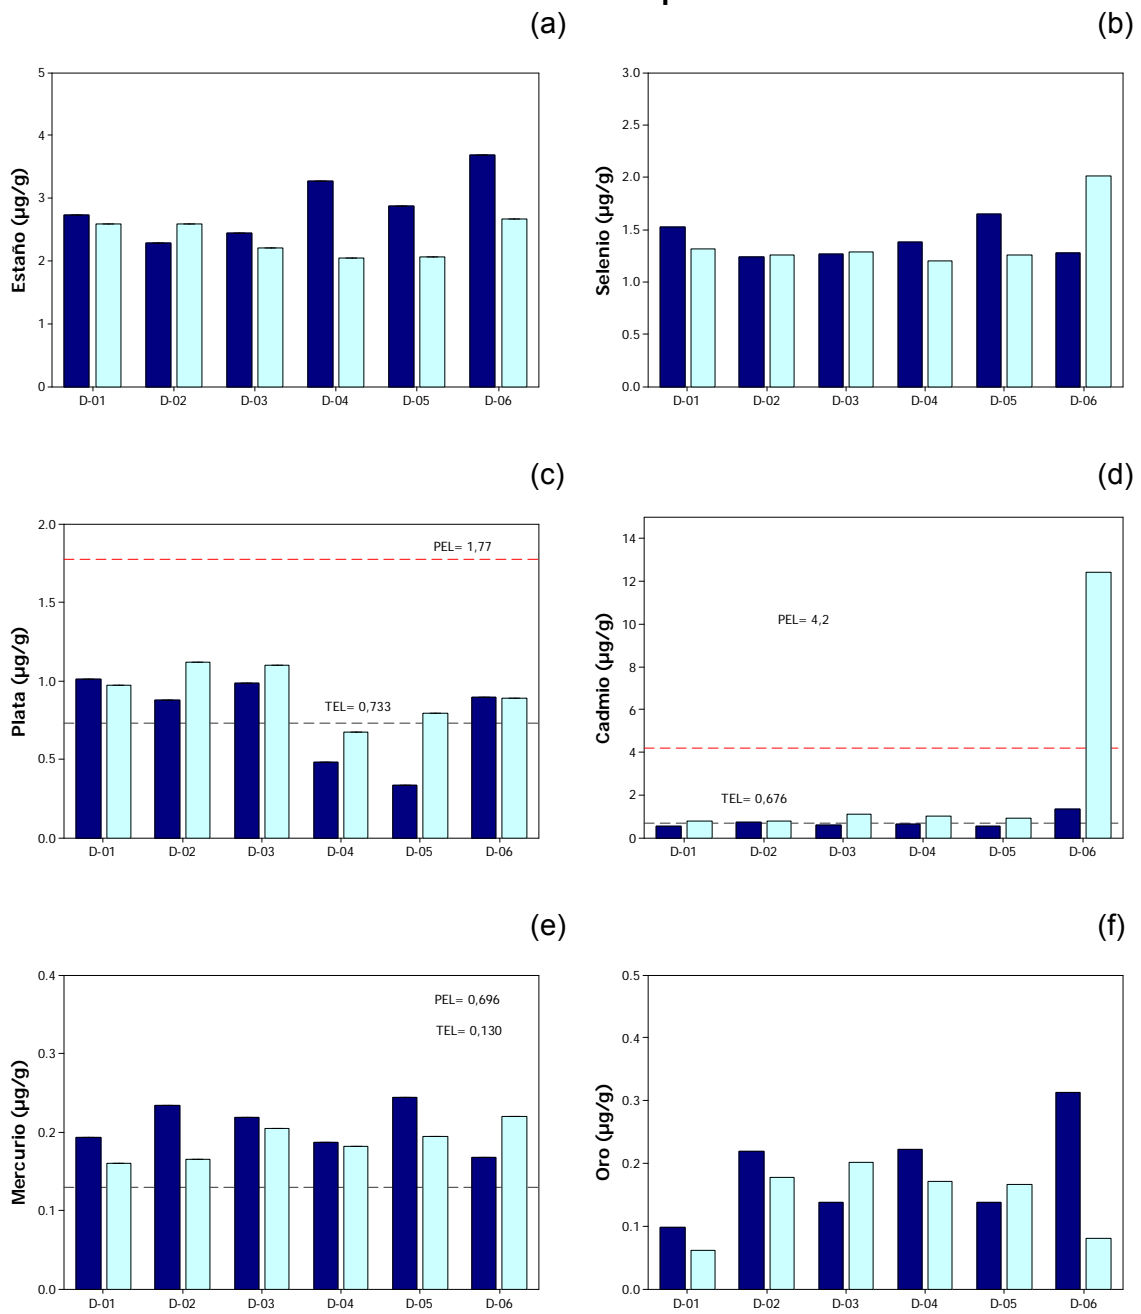 (a)
(b)
5
4
3
2
1
0
Estaño (µg/g)
D-01 D-02 D-03 D-04 D-05 D-06
3.0
2.5
2.0
1.5
1.0
0.5
0.0
Selenio (µg/g)
D-01 D-02 D-03 D-04 D-05 D-06
(c)
(d)
2.0
1.5
1.0
0.5
0.0
Plata (µg/g)
PEL= 1,77
TEL= 0,733
D-01 D-02 D-03 D-04 D-05 D-06
14
12
10
8
6
4
2
0
Cadmio (µg/g)
PEL= 4,2
TEL= 0,676
D-01 D-02 D-03 D-04 D-05 D-06
(e)
(f)
0.4
0.3
0.2
0.1
0.0
Mercurio (µg/g)
PEL= 0,696
TEL= 0,130
D-01 D-02 D-03 D-04 D-05 D-06
0.5
0.4
0.3
0.2
0.1
0.0
Oro (µg/g)
D-01 D-02 D-03 D-04 D-05 D-06